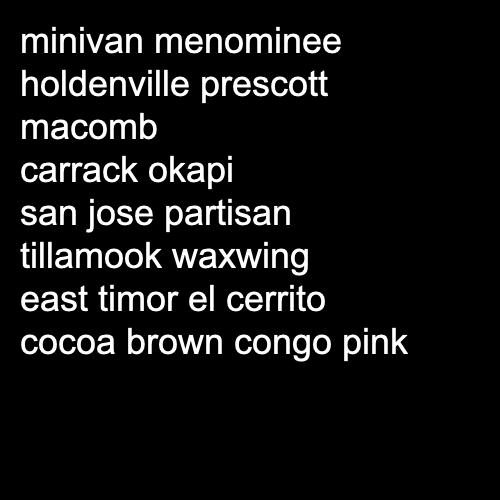 minivan menominee
holdenville prescott
macomb
carrack okapi
san jose partisan
tillamook waxwing
east timor el cerrito
cocoa brown congo pink